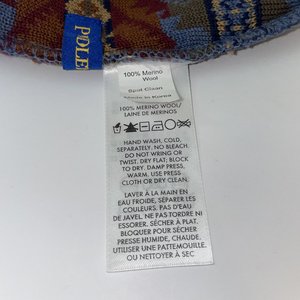 POLE
100% Merino
Wool
Spot Clean
Made in Korea
100% MERINO WOOL/
LAINE DE MERINOS
HAND WASH, COLD,
SEPARATELY. NO BLEACH
DO NOT WRING OR
TWIST. DRY FLAT; BLOCK
TO DRY. DAMP PRESS,
WARM. USE PRESS
CLOTH OR DRY CLEAN.
LAVER À LA MAIN EN
EAU FROIDE, SÉPARER LES
COULEURS. PAS D'EAU
DE JAVEL NE PAS TORDRE NI
ESSORER. SÉCHER À PLAT,
BLOQUER POUR SÉCHER
PRESSE HUMIDE, CHAUDE.
UTILISER UNE PATTEMOUILLE
OU NETTOYER À SEC